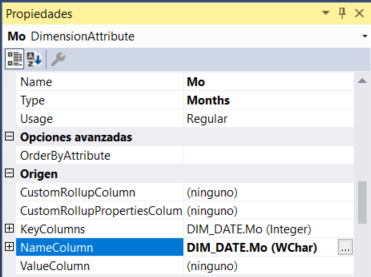 Propiedades
Mo DimensionAttribute
Name Mo
Type Months
Usage Regular
Opciones avanzadas
OrderByAttribute
Origen
CustomRollupColumn (ninguno)
CustomRollupPropertiesColum (ninguno)
KeyColumns DIM_DATE.Mo (Integer)
NameColumn DIM_DATE.Mo (WChar) ...
ValueColumn (ninguno)